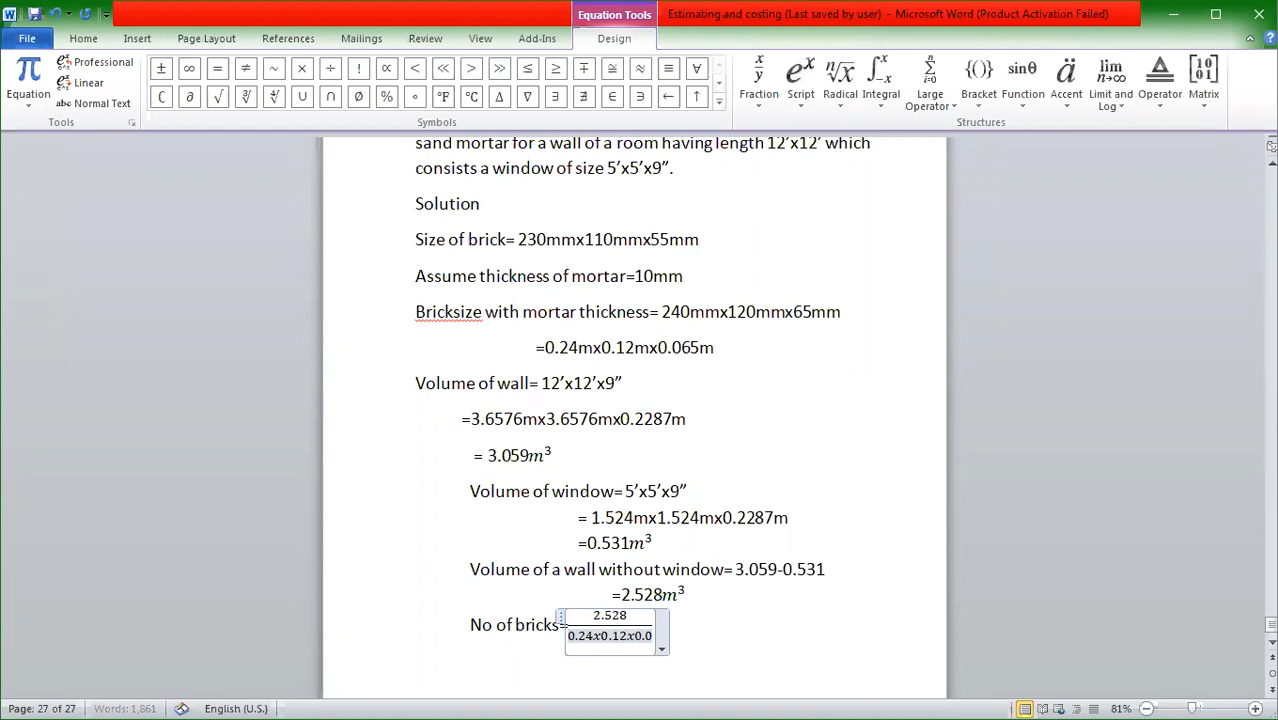 Equation Tools
Estimating and costing (Last saved by user) - Microsoft Word (Product Activation Failed)
File Home Insert Page Layout References Mailings Review View Add-Ins Design
Equation
Professional
Linear
abc Normal Text
Tools
± ∞ = ≠ ~ × ÷ ! ∝ < ≪ > ≫ ≤ ≥ ∓ ≅ ≈ ≡ ∀
∁ ∂ √ ∛ ∜ ∪ ∩ ∅ % ° °F °C ∆ ∇ ∃ ∄ ∈ ∋ ← ↑
Symbols
Fraction Script Radical Integral Large Operator Bracket Function Accent Limit and Log Operator Matrix
Structures
sand mortar for a wall of a room having length 12’x12’ which
consists a window of size 5’x5’x9”.
Solution
Size of brick= 230mmx110mmx55mm
Assume thickness of mortar=10mm
Bricksize with mortar thickness= 240mmx120mmx65mm
=0.24mx0.12mx0.065m
Volume of wall= 12’x12’x9”
=3.6576mx3.6576mx0.2287m
= 3.059m³
Volume of window= 5’x5’x9”
= 1.524mx1.524mx0.2287m
=0.531m³
Volume of a wall without window= 3.059-0.531
=2.528m³
2.528
No of bricks=
0.24x0.12x0.0
Page: 27 of 27 Words: 1,861 English (U.S.) 81%